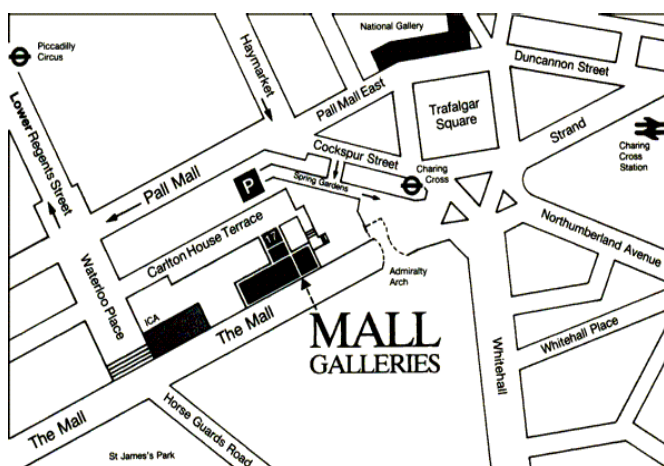 National Gallery
Piccadilly
Circus
Haymarket
Duncannon Street
Pall Mall East
Trafalgar
Square
Lower Regents Street
Cockspur Street
Strand
Charing
Cross
Station
Pall Mall
P
Spring Gardens
Charing
Cross
Carlton House Terrace
17
Northumberland Avenue
Waterloo Place
Admiralty
Arch
ICA
The Mall
MALL
GALLERIES
Whitehall
Whitehall Place
The Mall
Horse Guards Road
St James's Park